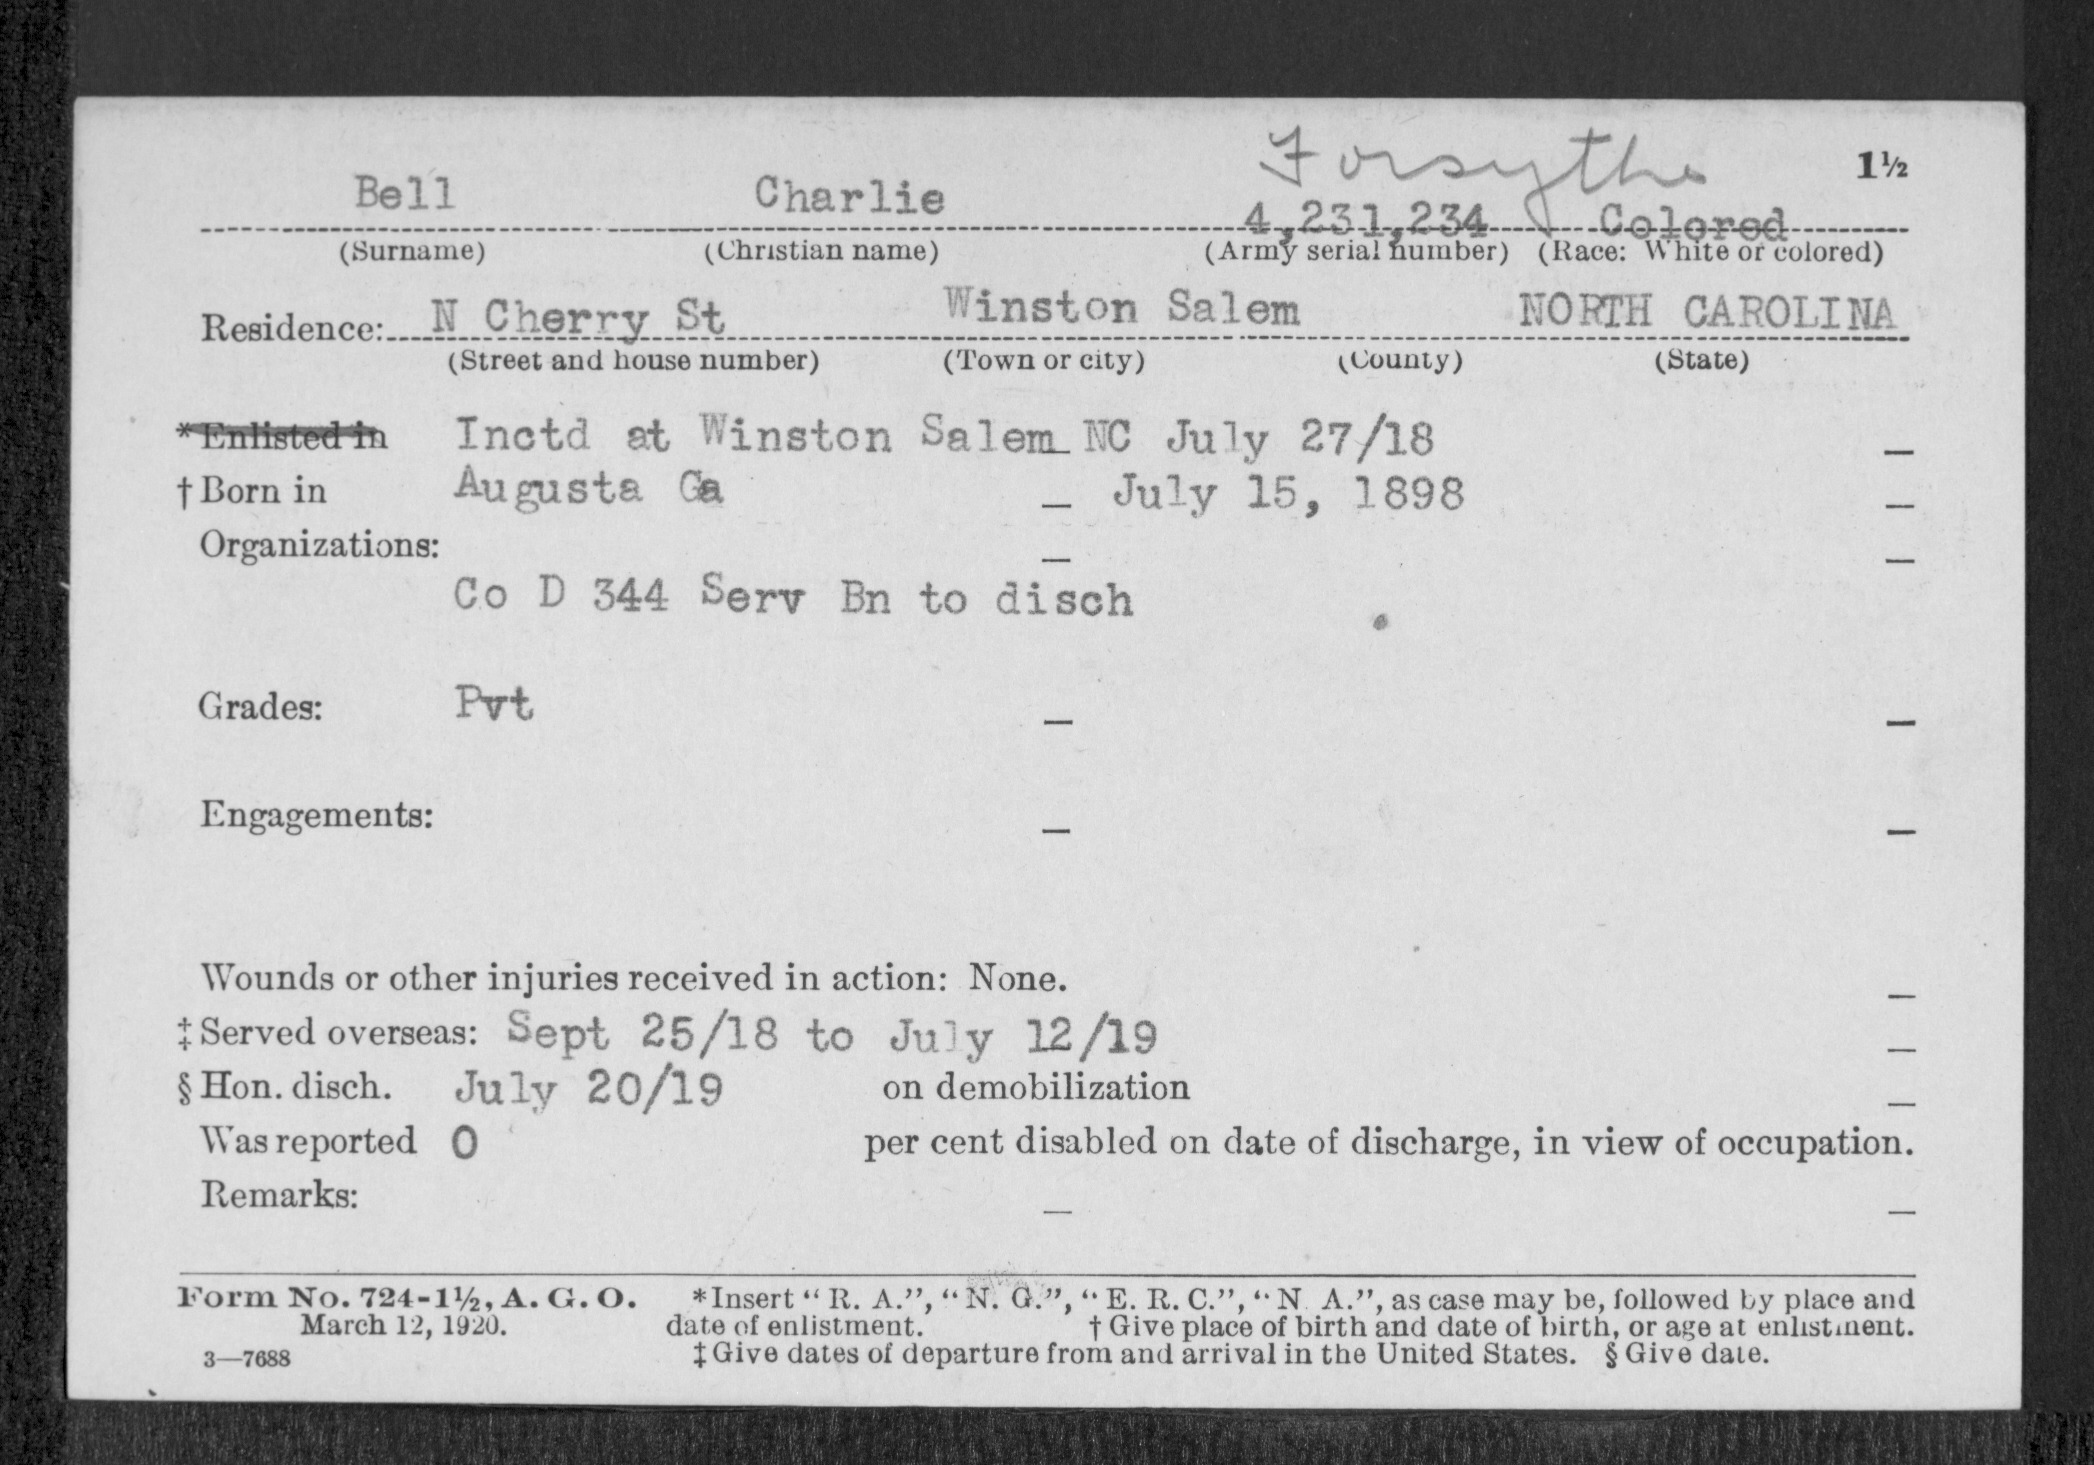 Forsythe 1½
Bell Charlie 4,231,234 Colored
(Surname) (Christian name) (Army serial number) (Race: White or colored)
Residence: N Cherry St Winston Salem NORTH CAROLINA
(Street and house number) (Town or city) (County) (State)
*Enlisted in Inctd at Winston Salem NC July 27/18
†Born in Augusta Ga July 15, 1898
Organizations:
Co D 344 Serv Bn to disch
Grades: Pvt
Engagements:
Wounds or other injuries received in action: None.
‡Served overseas: Sept 25/18 to July 12/19
§Hon. disch. July 20/19 on demobilization
Was reported 0 per cent disabled on date of discharge, in view of occupation.
Remarks:
Form No. 724-1½, A. G. O. *Insert "R. A.", "N. G.", "E. R. C.", "N. A.", as case may be, followed by place and
March 12, 1920. date of enlistment. †Give place of birth and date of birth, or age at enlistment.
3—7688 ‡Give dates of departure from and arrival in the United States. §Give date.